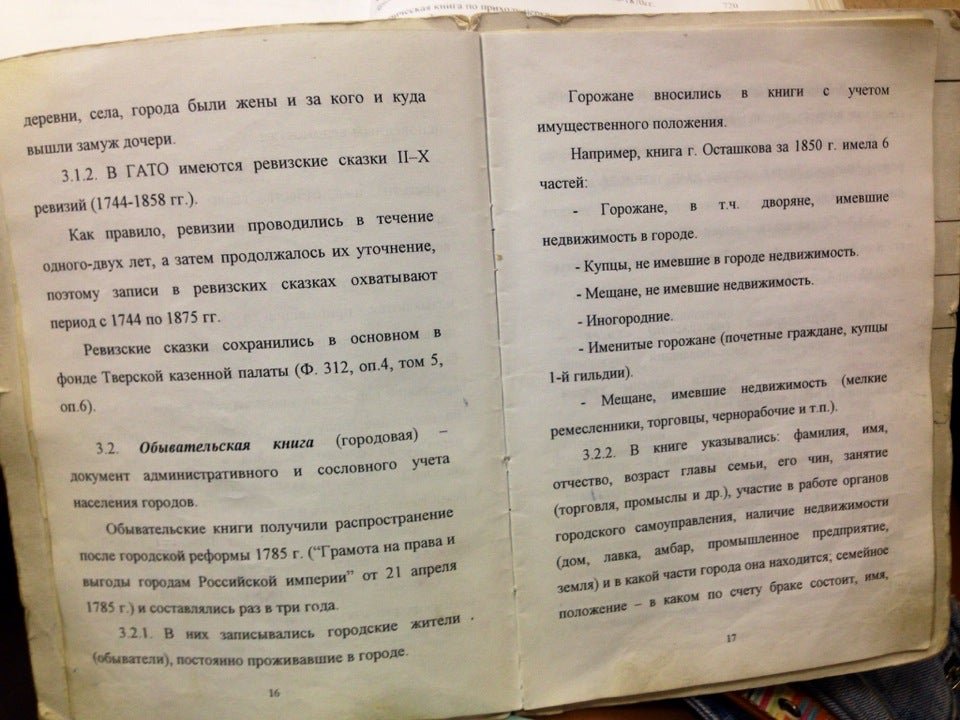 ческая книга по приходу
1870гг.
720
деревни, села, города были жены и за кого и куда
вышли замуж дочери.
3.1.2. В ГАТО имеются ревизские сказки II–X
ревизий (1744-1858 гг.).
Как правило, ревизии проводились в течение
одного-двух лет, а затем продолжалось их уточнение,
поэтому записи в ревизских сказках охватывают
период с 1744 по 1875 гг.
Ревизские сказки сохранились в основном в
фонде Тверской казенной палаты (Ф. 312, оп.4, том 5,
оп.6).
3.2. Обывательская книга (городовая) –
документ административного и сословного учета
населения городов.
Обывательские книги получили распространение
после городской реформы 1785 г. (“Грамота на права и
выгоды городам Российской империи” от 21 апреля
1785 г.) и составлялись раз в три года.
3.2.1. В них записывались городские жители
(обыватели), постоянно проживавшие в городе.
16
Горожане вносились в книги с учетом
имущественного положения.
Например, книга г. Осташкова за 1850 г. имела 6
частей:
- Горожане, в т.ч. дворяне, имевшие
недвижимость в городе.
- Купцы, не имевшие в городе недвижимость.
- Мещане, не имевшие недвижимость.
- Иногородние.
- Именитые горожане (почетные граждане, купцы
1-й гильдии).
- Мещане, имевшие недвижимость (мелкие
ремесленники, торговцы, чернорабочие и т.п.).
3.2.2. В книге указывались: фамилия, имя,
отчество, возраст главы семьи, его чин, занятие
(торговля, промыслы и др.), участие в работе органов
городского самоуправления, наличие недвижимости
(дом, лавка, амбар, промышленное предприятие,
земля) и в какой части города она находится; семейное
положение – в каком по счету браке состоит, имя,
17